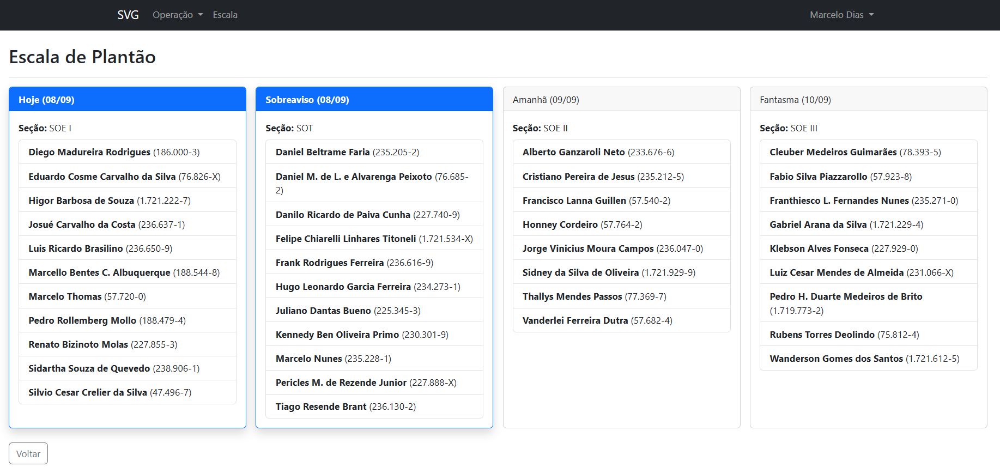 SVG
Operação
Escala
Marcelo Dias
Escala de Plantão
Hoje (08/09)
Seção: SOE I
Diego Madureira Rodrigues (186.000-3)
Eduardo Cosme Carvalho da Silva (76.826-X)
Higor Barbosa de Souza (1.721.222-7)
Josué Carvalho da Costa (236.637-1)
Luis Ricardo Brasilino (236.650-9)
Marcello Bentes C. Albuquerque (188.544-8)
Marcelo Thomas (57.720-0)
Pedro Rollemberg Mollo (188.479-4)
Renato Bizinoto Molas (227.855-3)
Sidartha Souza de Quevedo (238.906-1)
Silvio Cesar Crelier da Silva (47.496-7)
Sobreaviso (08/09)
Seção: SOT
Daniel Beltrame Faria (235.205-2)
Daniel M. de L. e Alvarenga Peixoto (76.685-
2)
Danilo Ricardo de Paiva Cunha (227.740-9)
Felipe Chiarelli Linhares Titoneli (1.721.534-X)
Frank Rodrigues Ferreira (236.616-9)
Hugo Leonardo Garcia Ferreira (234.273-1)
Juliano Dantas Bueno (225.345-3)
Kennedy Ben Oliveira Primo (230.301-9)
Marcelo Nunes (235.228-1)
Pericles M. de Rezende Junior (227.888-X)
Tiago Resende Brant (236.130-2)
Amanhã (09/09)
Seção: SOE II
Alberto Ganzaroli Neto (233.676-6)
Cristiano Pereira de Jesus (235.212-5)
Francisco Lanna Guillen (57.540-2)
Honney Cordeiro (57.764-2)
Jorge Vinicius Moura Campos (236.047-0)
Sidney da Silva de Oliveira (1.721.929-9)
Thallys Mendes Passos (77.369-7)
Vanderlei Ferreira Dutra (57.682-4)
Fantasma (10/09)
Seção: SOE III
Cleuber Medeiros Guimarães (78.393-5)
Fabio Silva Piazzarollo (57.923-8)
Franthiesco L. Fernandes Nunes (235.271-0)
Gabriel Arana da Silva (1.721.229-4)
Klebson Alves Fonseca (227.929-0)
Luiz Cesar Mendes de Almeida (231.066-X)
Pedro H. Duarte Medeiros de Brito
(1.719.773-2)
Rubens Torres Deolindo (75.812-4)
Wanderson Gomes dos Santos (1.721.612-5)
Voltar